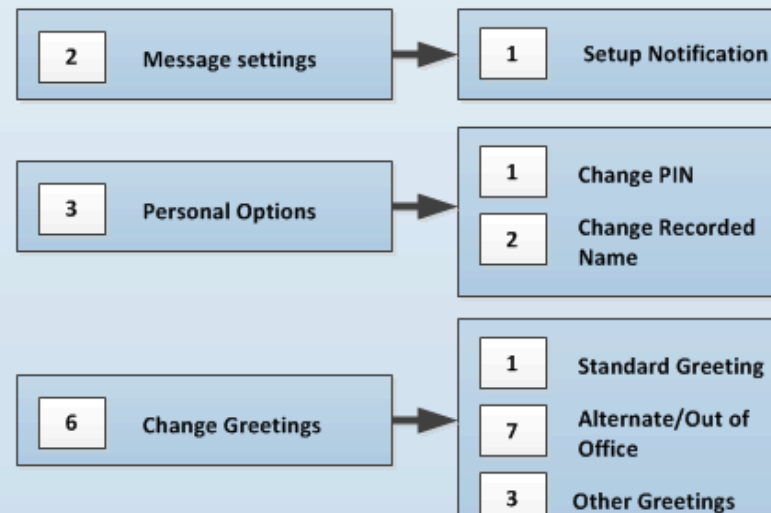 2 Message settings
1 Setup Notification
3 Personal Options
1 Change PIN
2 Change Recorded
Name
6 Change Greetings
1 Standard Greeting
7 Alternate/Out of
Office
3 Other Greetings